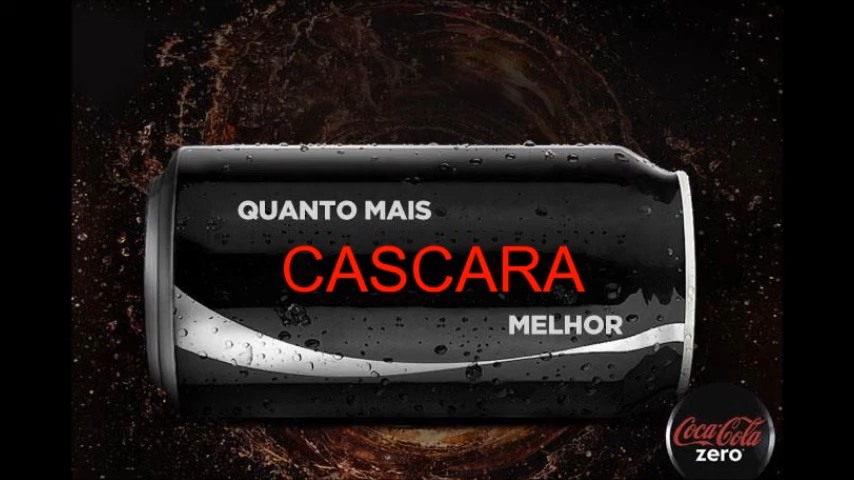 QUANTO MAIS
CASCARA
MELHOR
Coca-Cola
zero